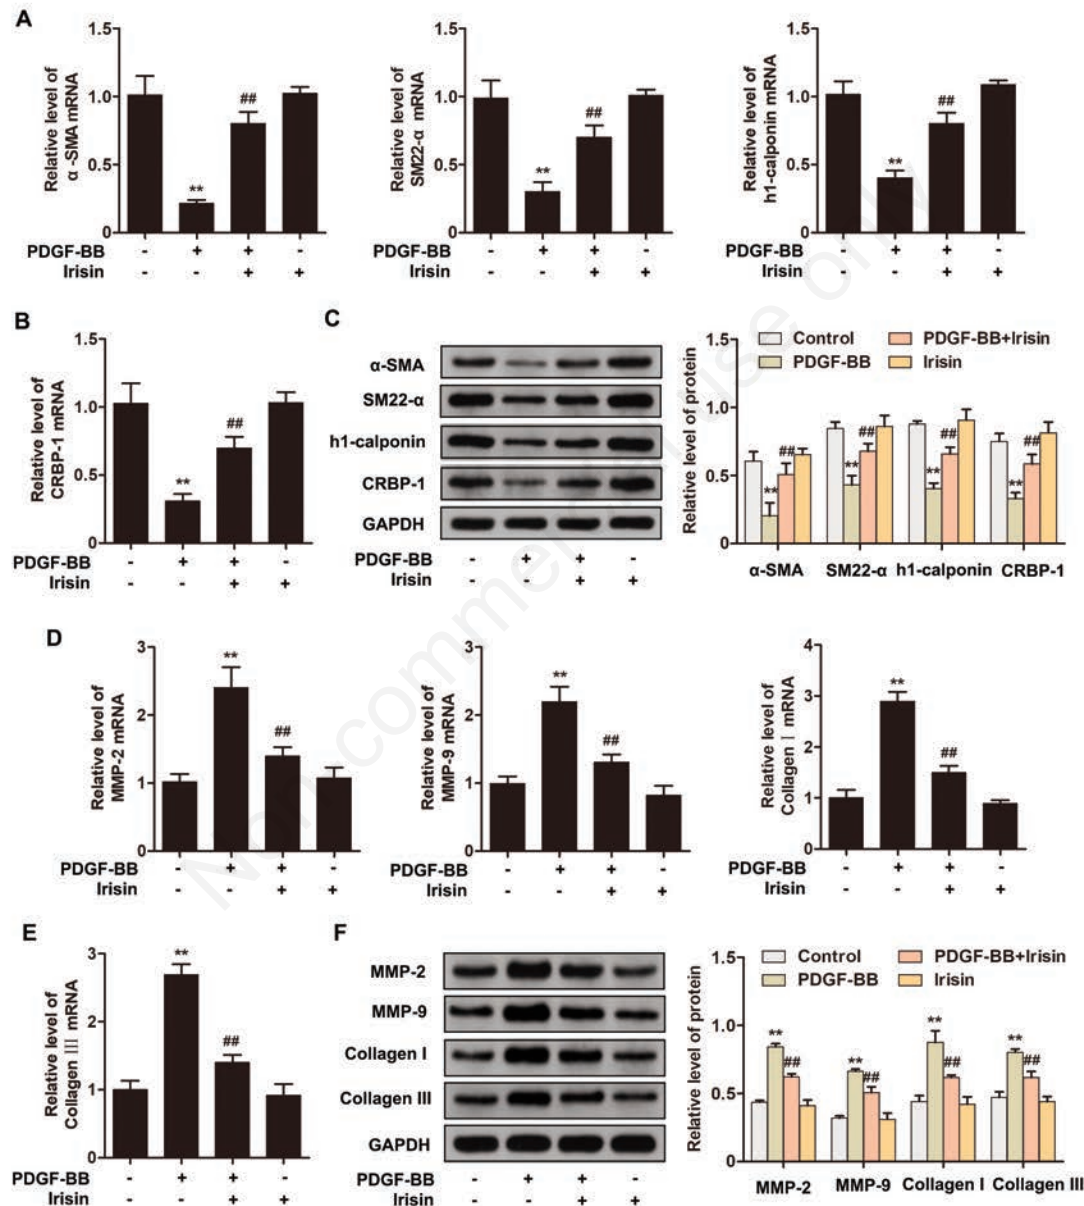 A
Relative level of
α-SMA mRNA
1.5
1.0
0.5
0
**
##
PDGF-BB - + + -
Irisin - - + +
Relative level of
SM22-α mRNA
1.5
1.0
0.5
0
**
##
- + + -
- - + +
PDGF-BB
Irisin
Relative level of
h1-calponin mRNA
1.5
1.0
0.5
0
**
##
PDGF-BB - + + -
Irisin - - + +
B
Relative level of
CRBP-1 mRNA
1.5
1.0
0.5
0
**
##
PDGF-BB - + + -
Irisin - - + +
C
α-SMA
SM22-α
h1-calponin
CRBP-1
GAPDH
PDGF-BB - + + -
Irisin - - + +
Relative level of protein
1.5
1.0
0.5
0
Control
PDGF-BB+Irisin
PDGF-BB
Irisin
** ## ** ## ** ## ** ##
α-SMA SM22-α h1-calponin CRBP-1
D
Relative level of
MMP-2 mRNA
3
2
1
0
**
##
PDGF-BB - + + -
Irisin - - + +
Relative level of
MMP-9 mRNA
3
2
1
0
**
##
PDGF-BB - + + -
Irisin - - + +
Relative level of
Collagen I mRNA
4
3
2
1
0
**
##
PDGF-BB - + + -
Irisin - - + +
E
Relative level of
Collagen III mRNA
3
2
1
0
**
##
PDGF-BB - + + -
Irisin - - + +
F
MMP-2
MMP-9
Collagen I
Collagen III
GAPDH
PDGF-BB - + + -
Irisin - - + +
Relative level of protein
1.5
1.0
0.5
0
Control
PDGF-BB+Irisin
PDGF-BB
Irisin
** ## ** ## ** ## ** ##
MMP-2 MMP-9 Collagen I Collagen III
Non commercial use only